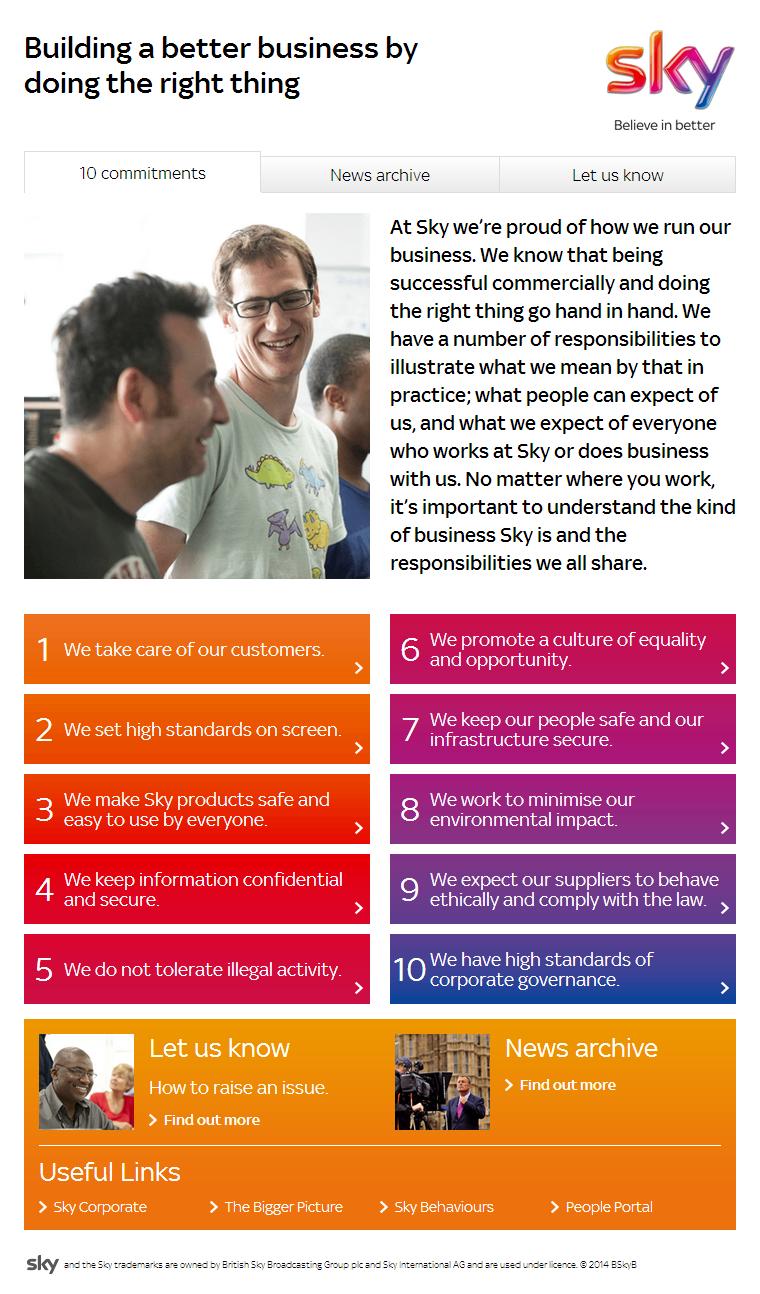 Building a better business by
doing the right thing
sky
Believe in better
10 commitments
News archive
Let us know
At Sky we're proud of how we run our
business. We know that being
successful commercially and doing
the right thing go hand in hand. We
have a number of responsibilities to
illustrate what we mean by that in
practice; what people can expect of
us, and what we expect of everyone
who works at Sky or does business
with us. No matter where you work,
it's important to understand the kind
of business Sky is and the
responsibilities we all share.
1 We take care of our customers.
2 We set high standards on screen.
3 We make Sky products safe and
easy to use by everyone.
4 We keep information confidential
and secure.
5 We do not tolerate illegal activity.
6 We promote a culture of equality
and opportunity.
7 We keep our people safe and our
infrastructure secure.
8 We work to minimise our
environmental impact.
9 We expect our suppliers to behave
ethically and comply with the law.
10 We have high standards of
corporate governance.
Let us know
How to raise an issue.
Find out more
News archive
Find out more
Useful Links
Sky Corporate
The Bigger Picture
Sky Behaviours
People Portal
sky and the Sky trademarks are owned by British Sky Broadcasting Group plc and Sky International AG and are used under licence. © 2014 BSkyB